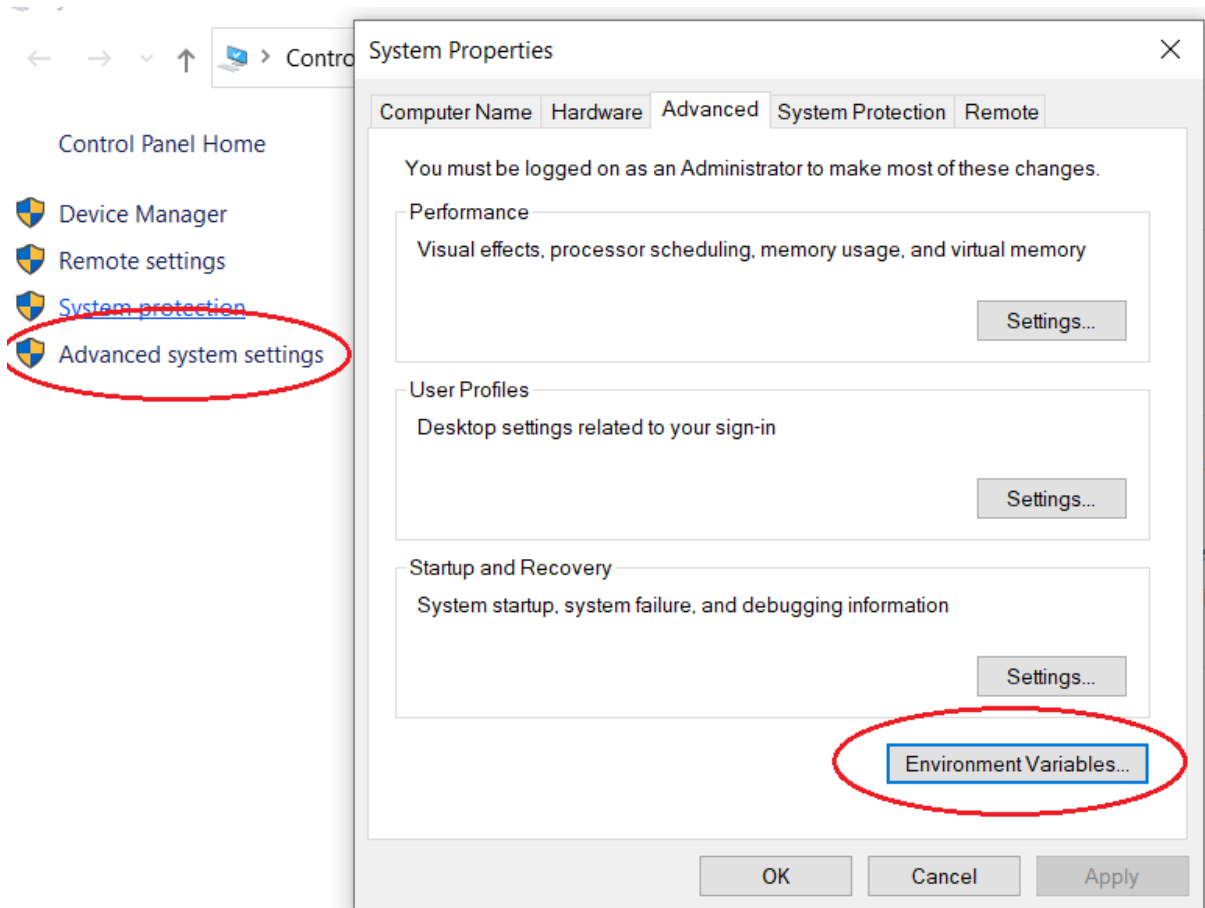 Contro
Control Panel Home
Device Manager
Remote settings
System protection
Advanced system settings
System Properties
Computer Name Hardware Advanced System Protection Remote
You must be logged on as an Administrator to make most of these changes.
Performance
Visual effects, processor scheduling, memory usage, and virtual memory
Settings...
User Profiles
Desktop settings related to your sign-in
Settings...
Startup and Recovery
System startup, system failure, and debugging information
Settings...
Environment Variables...
OK Cancel Apply